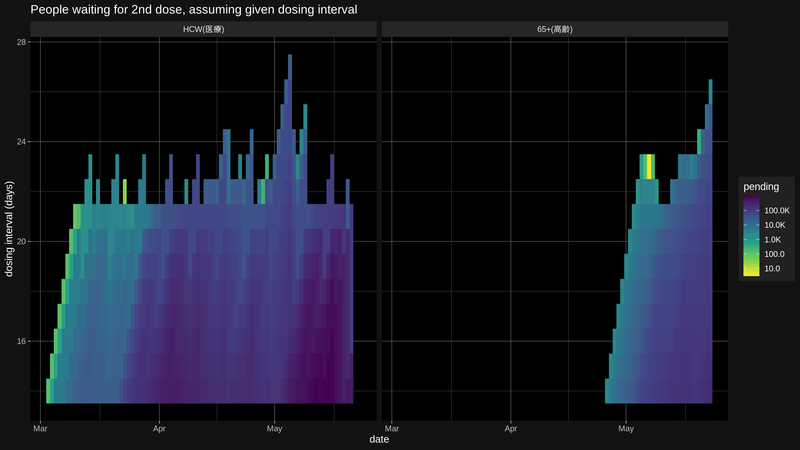 People waiting for 2nd dose, assuming given dosing interval
HCW(医療)
65+(高齢)
28
24
20
16
dosing interval (days)
Mar
Apr
May
Mar
Apr
May
date
pending
100.0K
10.0K
1.0K
100.0
10.0